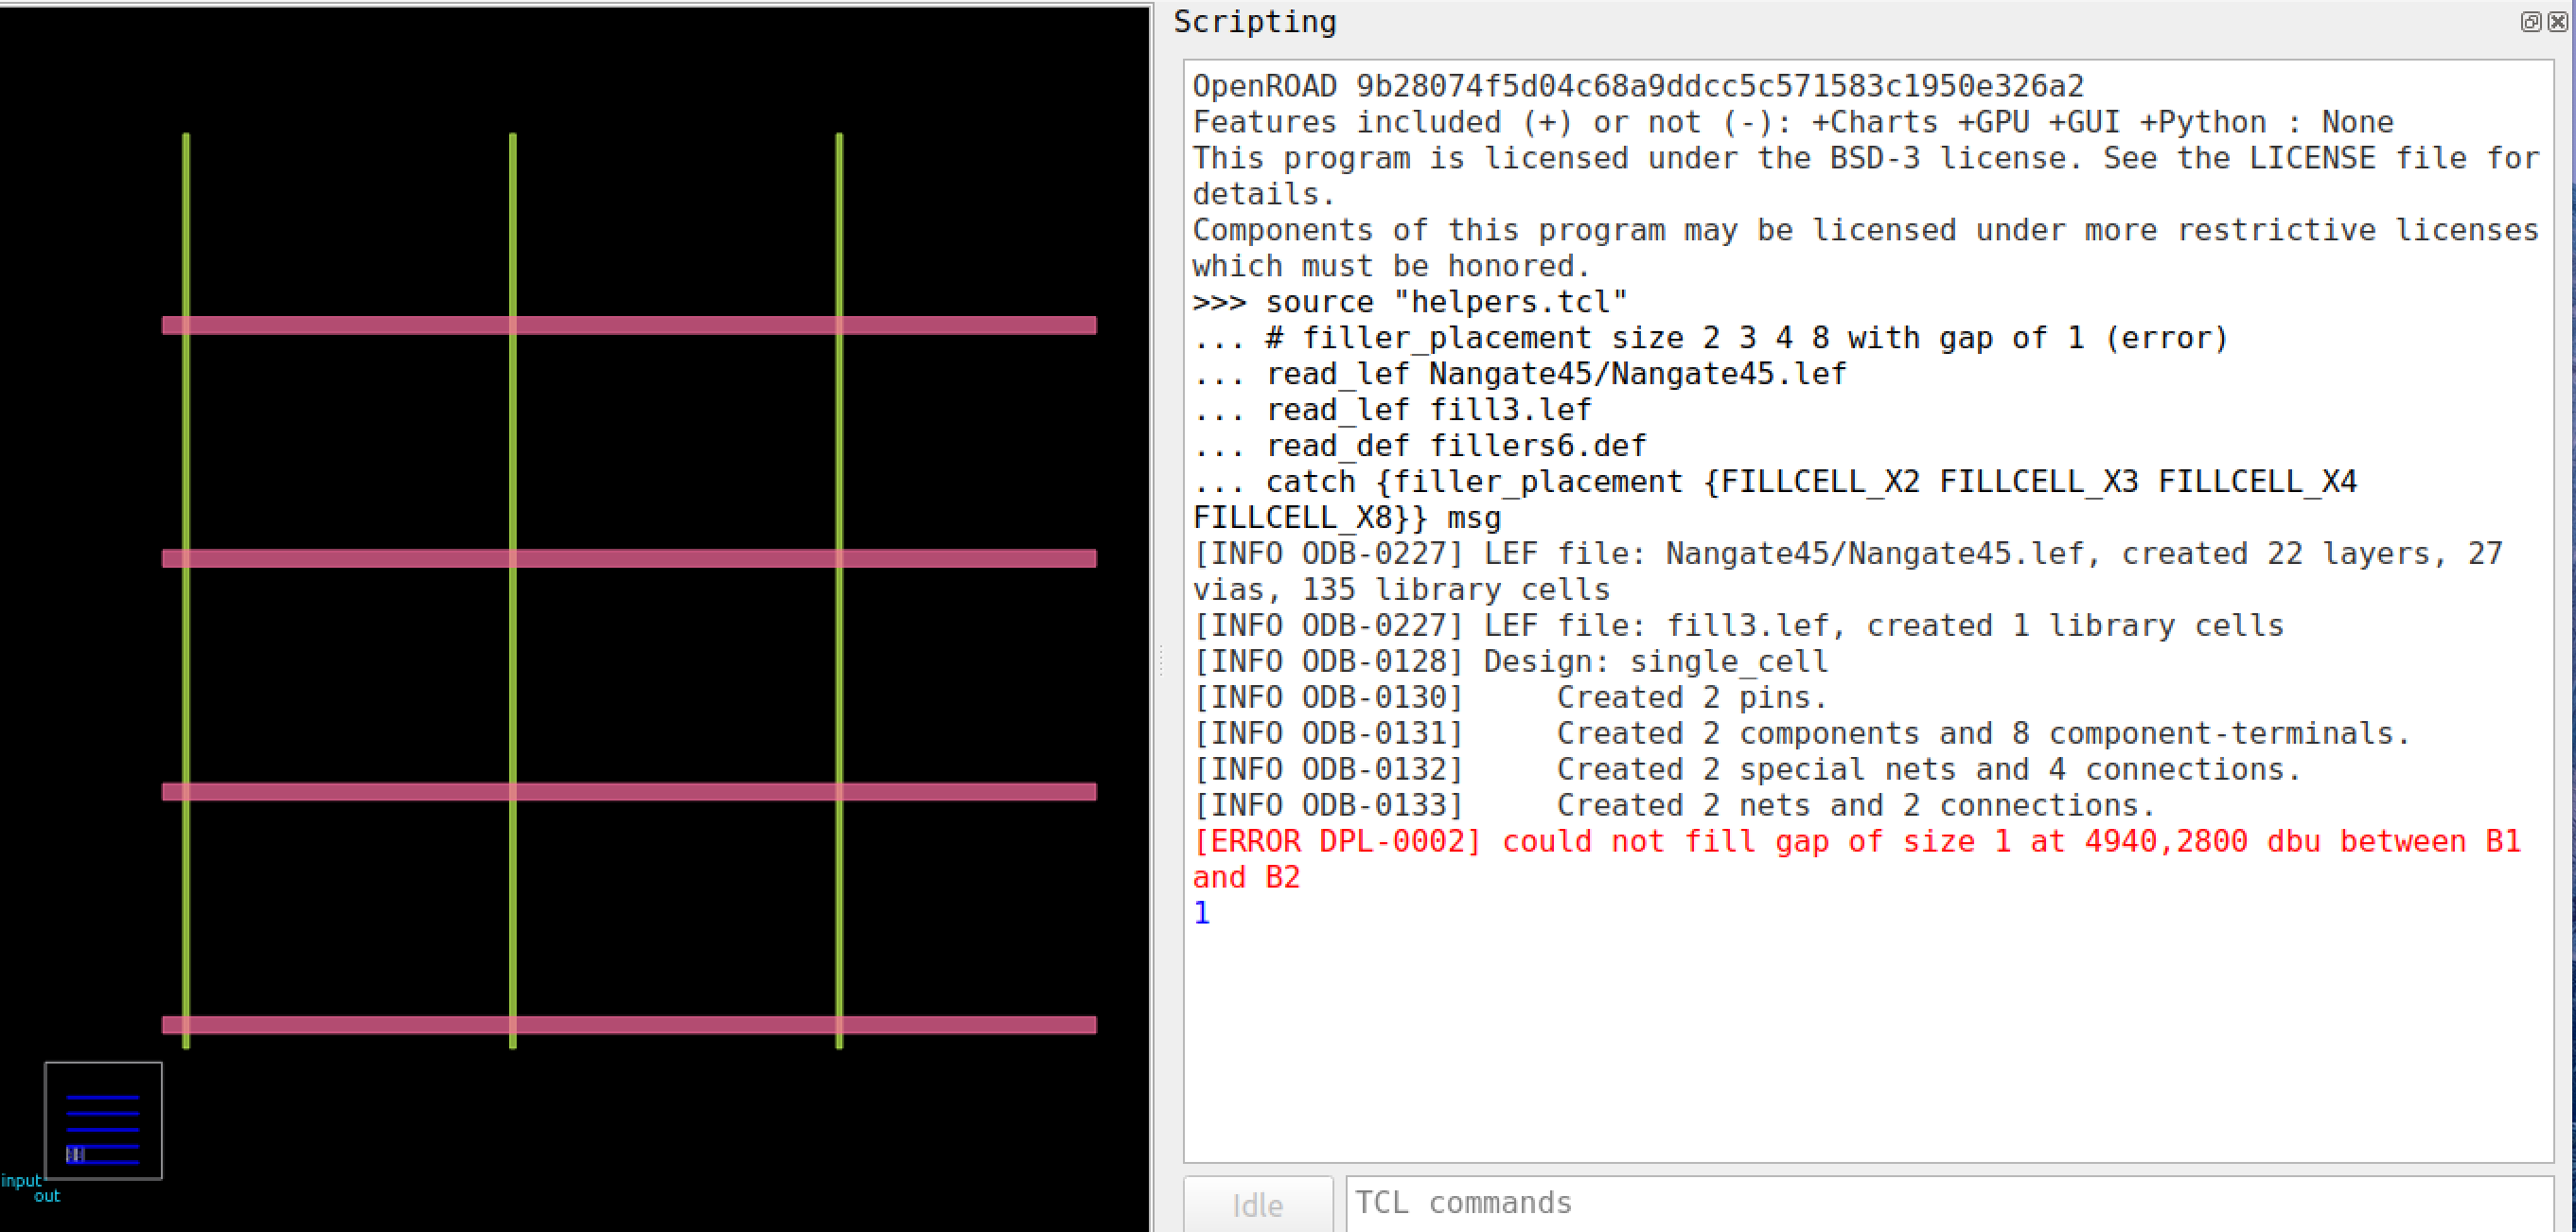 Scripting
OpenROAD 9b28074f5d04c68a9ddcc5c571583c1950e326a2
Features included (+) or not (-): +Charts +GPU +GUI +Python : None
This program is licensed under the BSD-3 license. See the LICENSE file for
details.
Components of this program may be licensed under more restrictive licenses
which must be honored.
>>> source "helpers.tcl"
... # filler_placement size 2 3 4 8 with gap of 1 (error)
... read_lef Nangate45/Nangate45.lef
... read_lef fill3.lef
... read_def fillers6.def
... catch {filler_placement {FILLCELL_X2 FILLCELL_X3 FILLCELL_X4
FILLCELL_X8}} msg
[INFO ODB-0227] LEF file: Nangate45/Nangate45.lef, created 22 layers, 27
vias, 135 library cells
[INFO ODB-0227] LEF file: fill3.lef, created 1 library cells
[INFO ODB-0128] Design: single_cell
[INFO ODB-0130]     Created 2 pins.
[INFO ODB-0131]     Created 2 components and 8 component-terminals.
[INFO ODB-0132]     Created 2 special nets and 4 connections.
[INFO ODB-0133]     Created 2 nets and 2 connections.
[ERROR DPL-0002] could not fill gap of size 1 at 4940,2800 dbu between B1
and B2
1
input
out
Idle
TCL commands